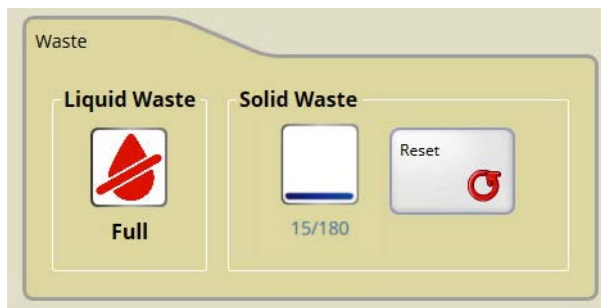 Waste
Liquid Waste
Solid Waste
Reset
Full
15/180